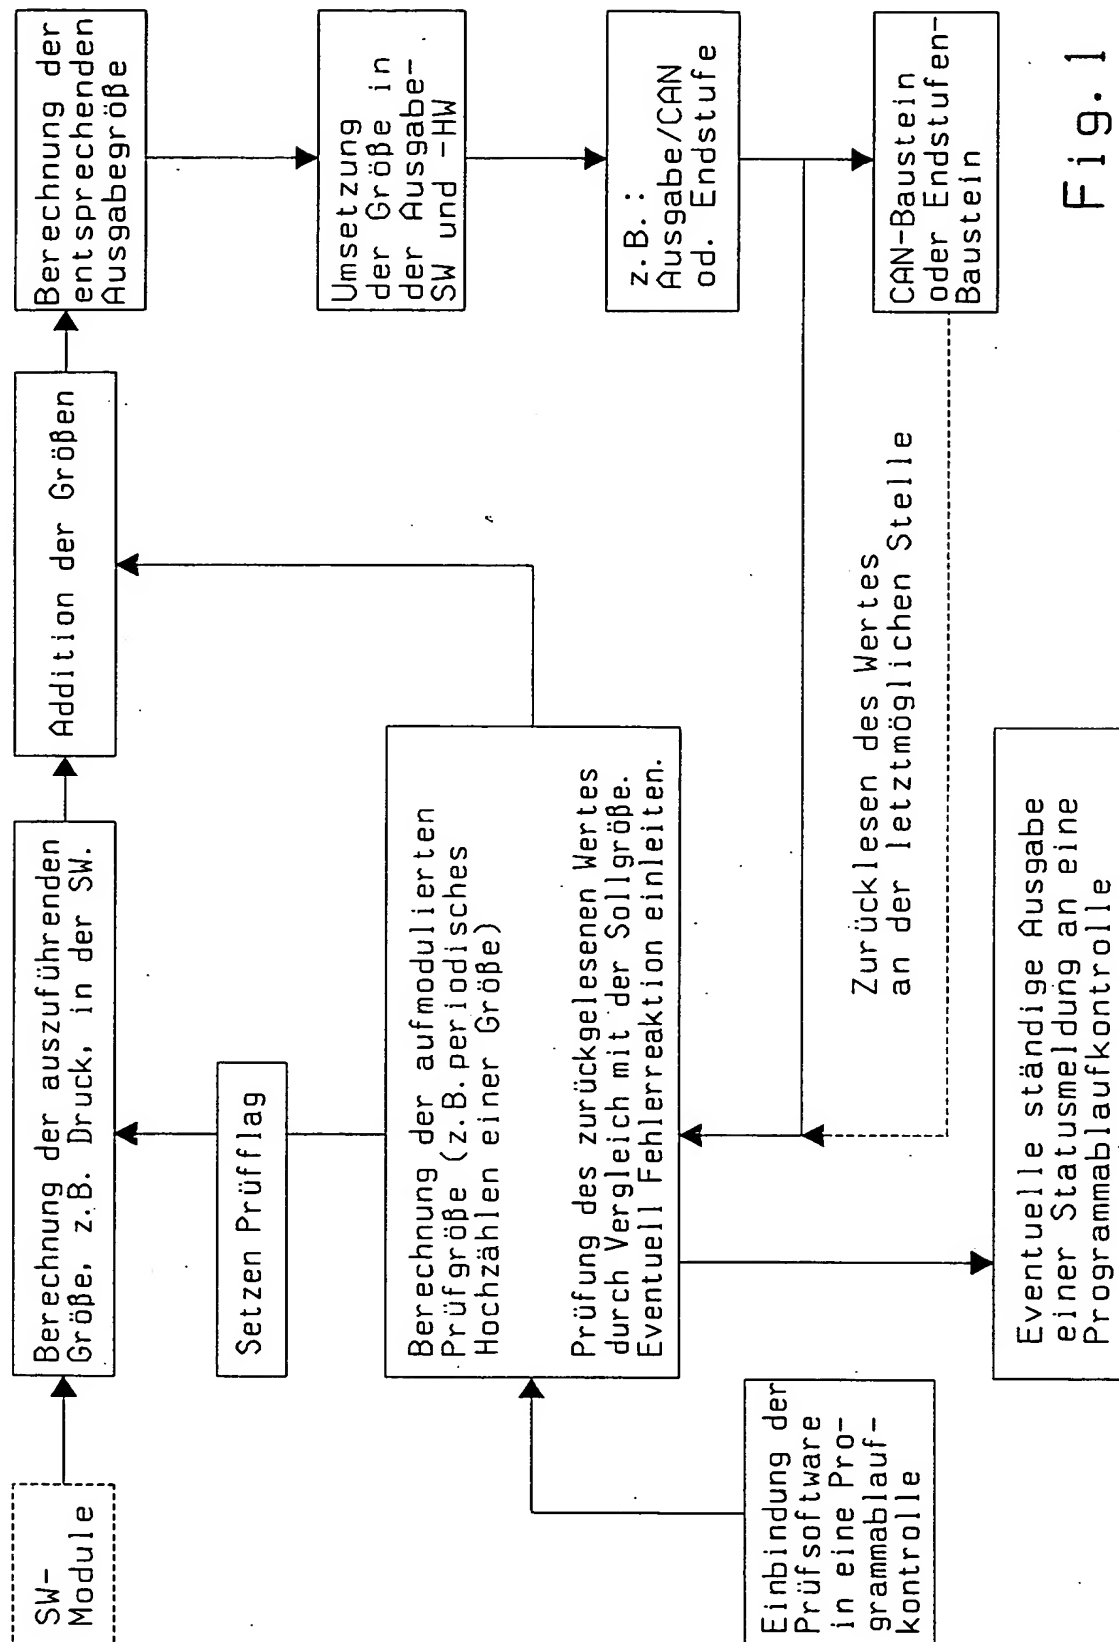 SW-
Module
Berechnung der auszuführenden
Größe, z.B. Druck, in der SW.
Addition der Größen
Berechnung der
entsprechenden
Ausgabegröße
Setzen Prüfflag
Umsetzung
der Größe in
der Ausgabe-
SW und -HW
Berechnung der aufmodulierten
Prüfgröße (z.B. periodisches
Hochzählen einer Größe)
Prüfung des zurückgelesenen Wertes
durch Vergleich mit der Sollgröße.
Eventuell Fehlerreaktion einleiten.
z.B.:
Ausgabe/CAN
od. Endstufe
Einbindung der
Prüfsoftware
in eine Pro-
grammablauf-
kontrolle
Zurücklesen des Wertes
an der letztmöglichen Stelle
CAN-Baustein
oder Endstufen-
Baustein
Eventuelle ständige Ausgabe
einer Statusmeldung an eine
Programmablaufkontrolle
Fig. 1